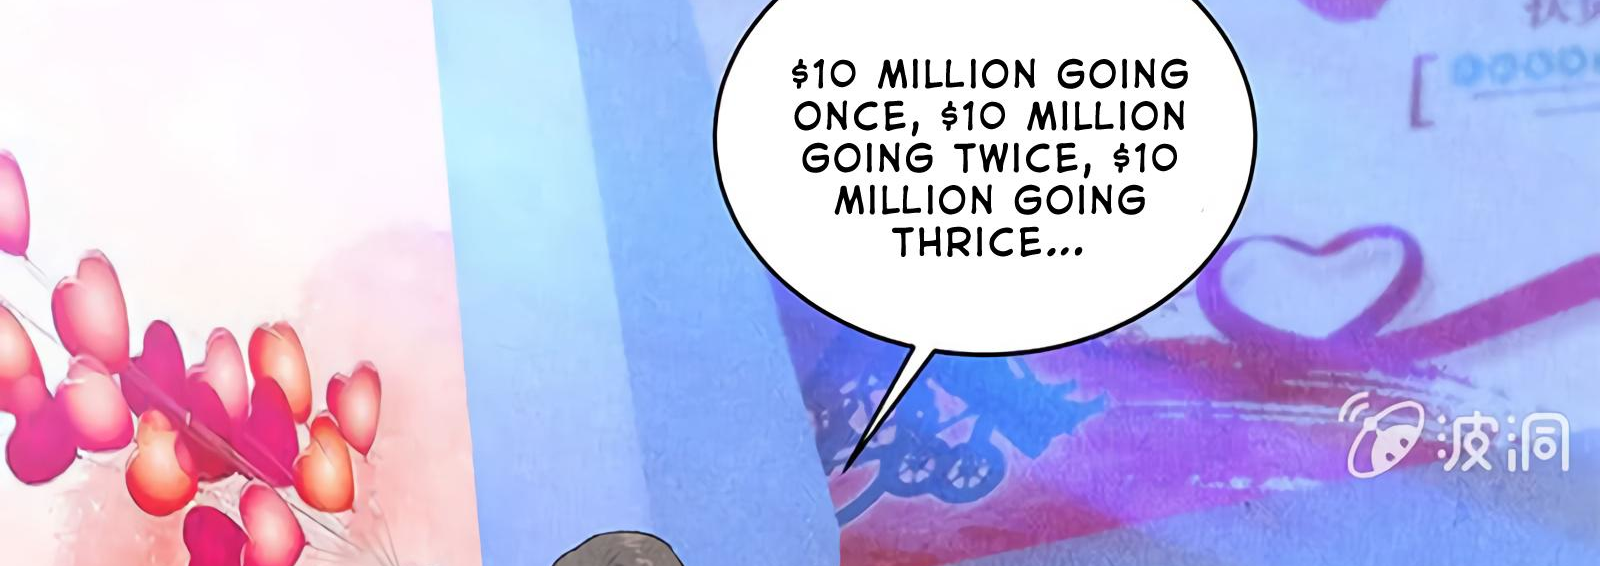 $10 MILLION GOING
ONCE, $10 MILLION
GOING TWICE, $10
MILLION GOING
THRICE...
波洞